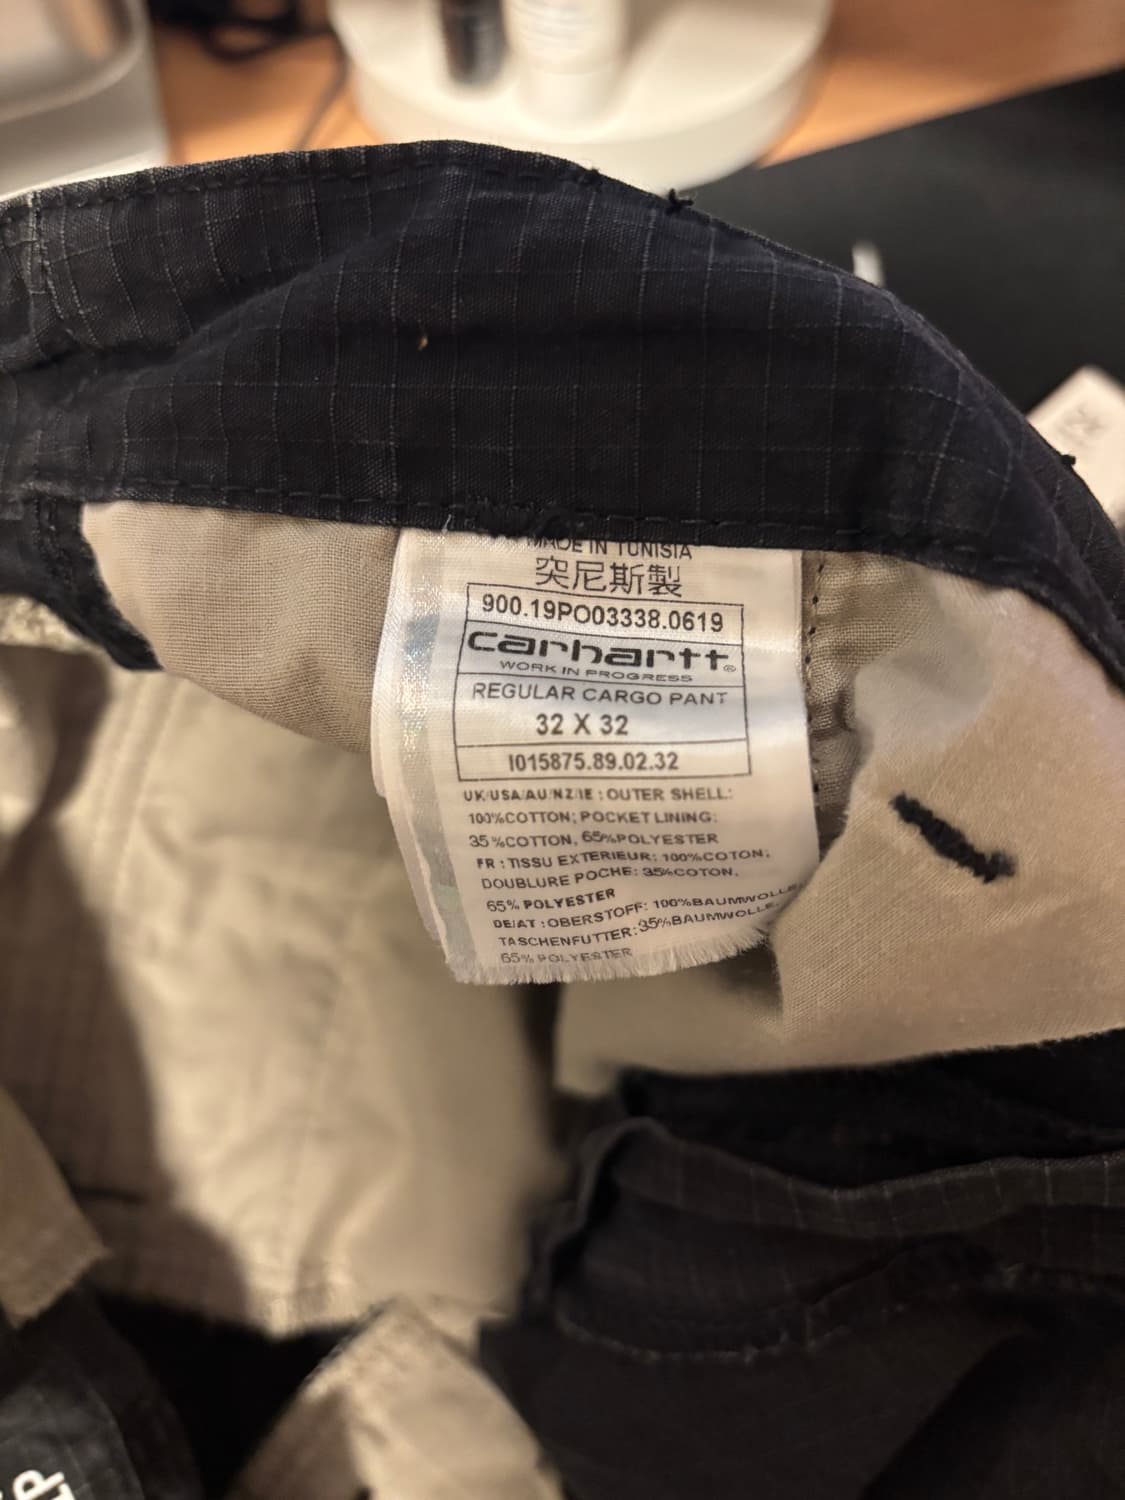 MADE IN TUNISIA
突尼斯製
900.19PO03338.0619
carhartt®
WORK IN PROGRESS
REGULAR CARGO PANT
32 X 32
I015875.89.02.32
UK/USA/AU/NZ/IE : OUTER SHELL:
100%COTTON; POCKET LINING:
35%COTTON, 65%POLYESTER
FR : TISSU EXTERIEUR: 100%COTON;
DOUBLURE POCHE: 35%COTON,
65% POLYESTER
DE/AT : OBERSTOFF: 100%BAUMWOLLE
TASCHENFUTTER:35%BAUMWOLLE,
65% POLYESTER